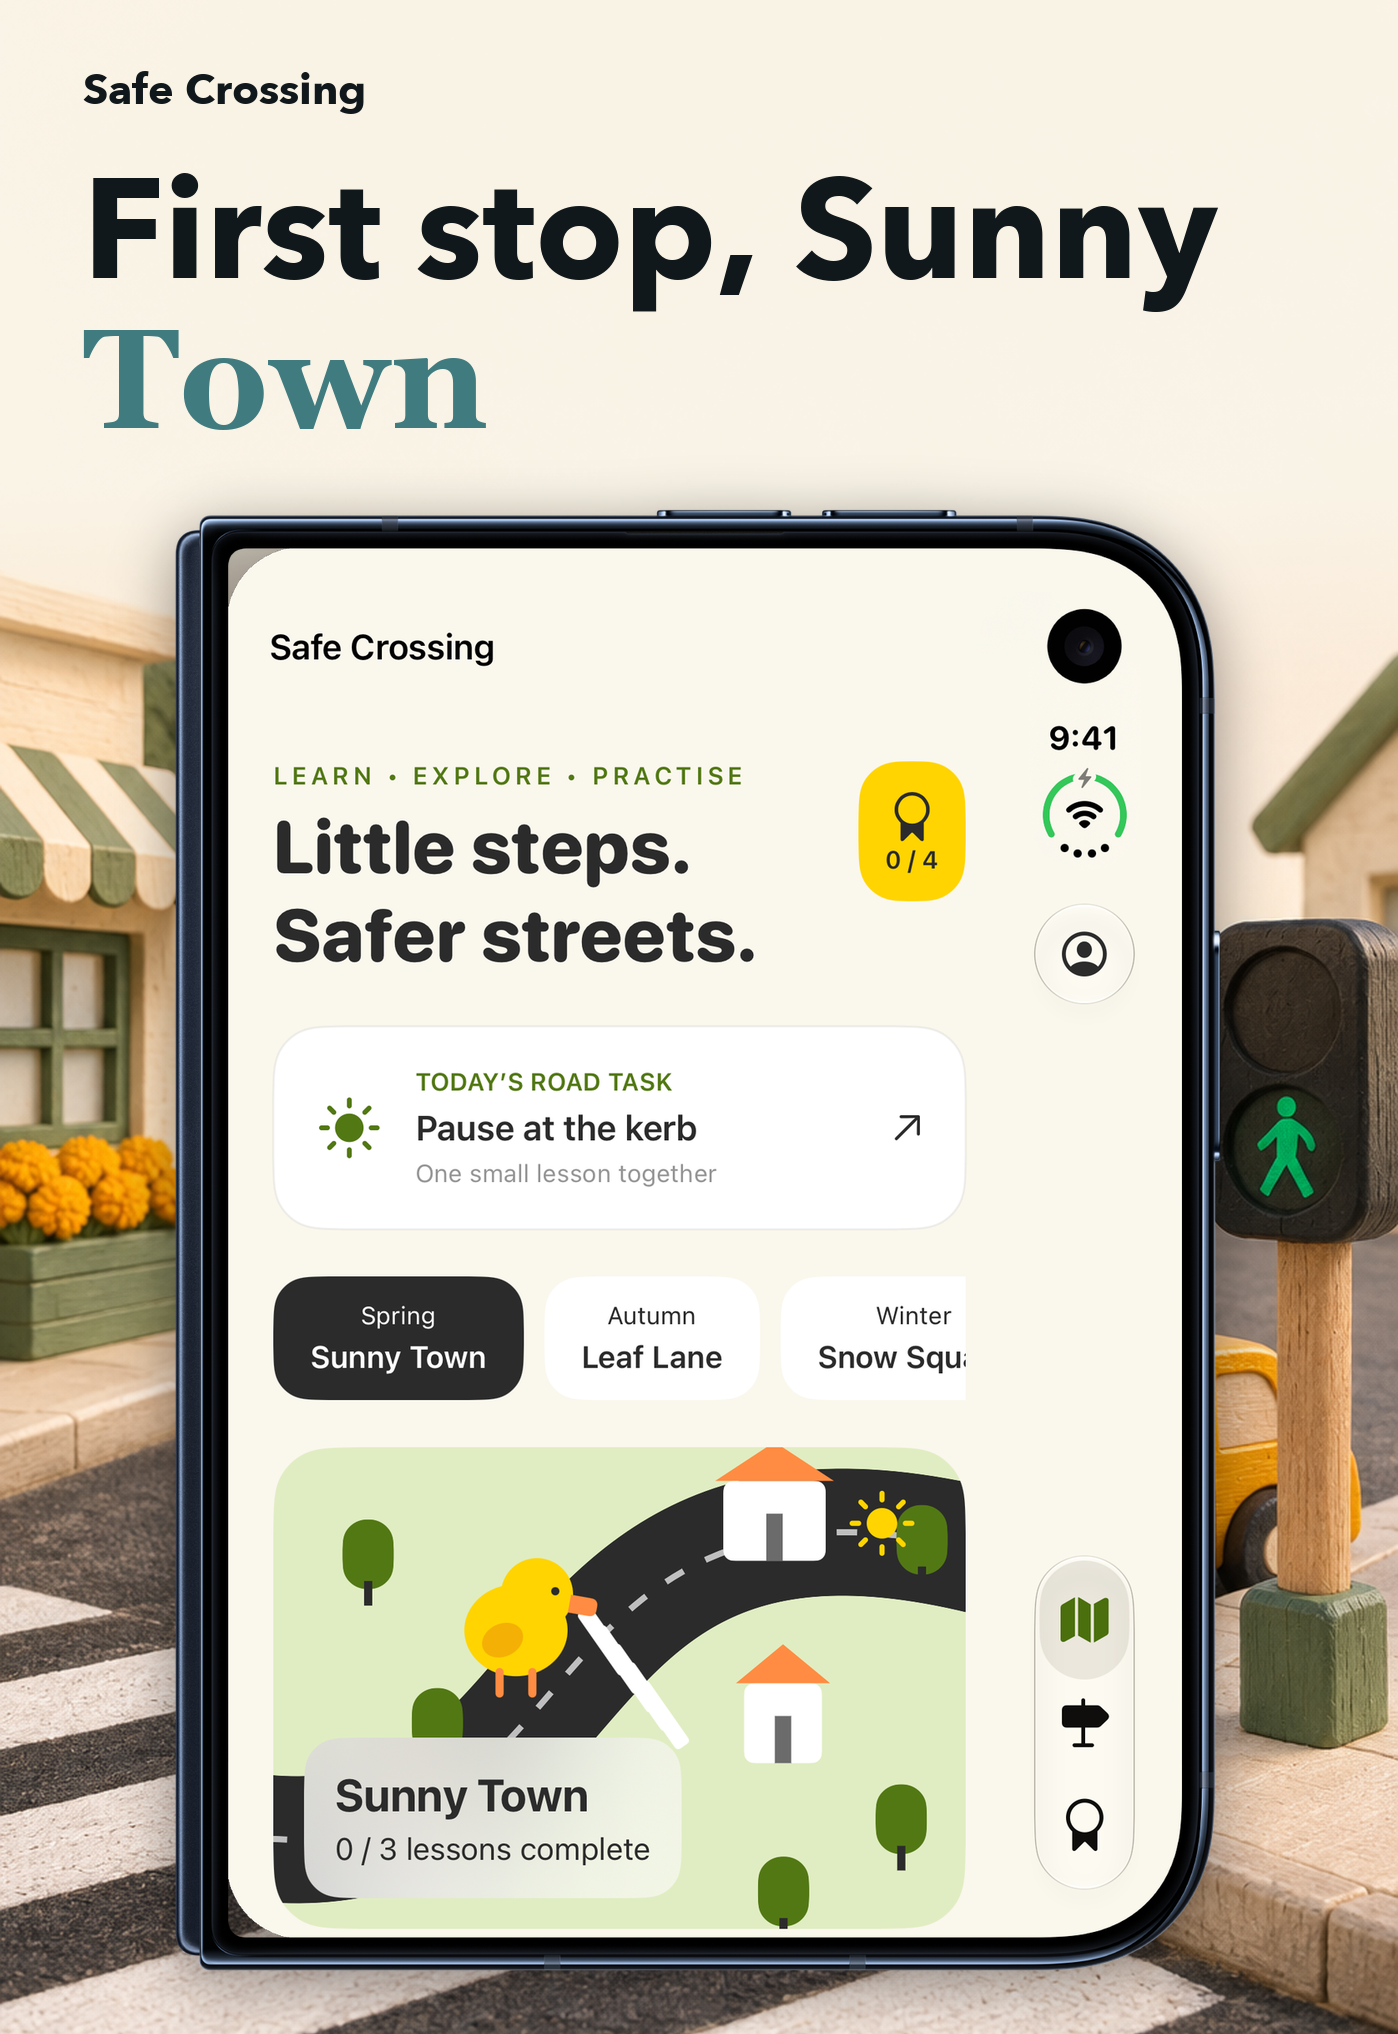 Safe Crossing
First stop, Sunny
Town
Safe Crossing
9:41
LEARN • EXPLORE • PRACTISE
Little steps.
Safer streets.
0 / 4
TODAY’S ROAD TASK
Pause at the kerb
One small lesson together
Spring
Sunny Town
Autumn
Leaf Lane
Winter
Snow
Sunny Town
0 / 3 lessons complete